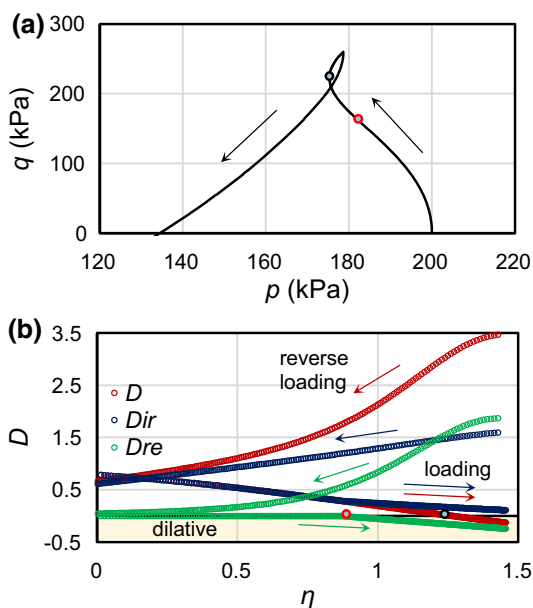 (a)
300
200
100
0
q (kPa)
120 140 160 180 200 220
p (kPa)
(b)
3.5
2.5
1.5
0.5
-0.5
D
reverse
loading
D
Dir
Dre
loading
dilative
0 0.5 1 1.5
η